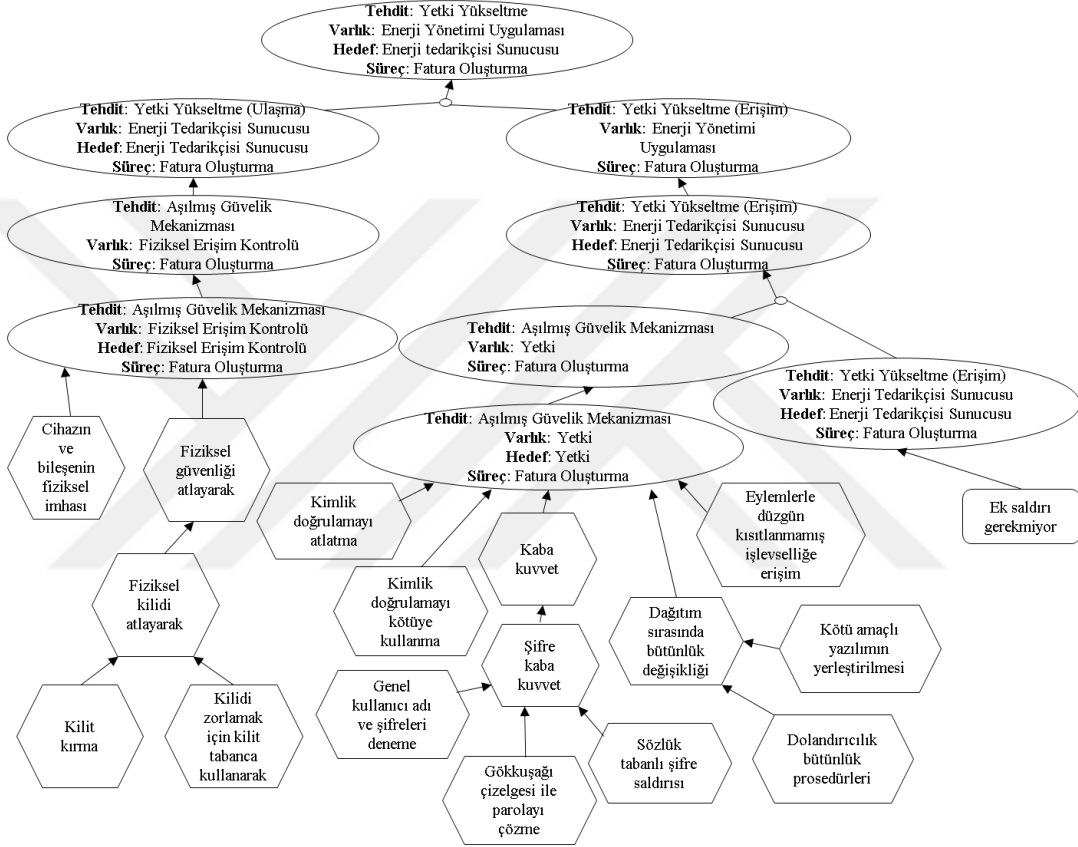 Tehdit: Yetki Yükseltme
Varlık: Enerji Yönetimi Uygulaması
Hedef: Enerji tedarikçisi Sunucusu
Süreç: Fatura Oluşturma
Tehdit: Yetki Yükseltme (Ulaşma)
Varlık: Enerji Tedarikçisi Sunucusu
Hedef: Enerji Tedarikçisi Sunucusu
Süreç: Fatura Oluşturma
Tehdit: Yetki Yükseltme (Erişim)
Varlık: Enerji Yönetimi
Uygulaması
Süreç: Fatura Oluşturma
Tehdit: Aşılmış Güvelik
Mekanizması
Varlık: Fiziksel Erişim Kontrolü
Süreç: Fatura Oluşturma
Tehdit: Yetki Yükseltme (Erişim)
Varlık: Enerji Tedarikçisi Sunucusu
Hedef: Enerji Tedarikçisi Sunucusu
Süreç: Fatura Oluşturma
Tehdit: Aşılmış Güvelik Mekanizması
Varlık: Fiziksel Erişim Kontrolü
Hedef: Fiziksel Erişim Kontrolü
Süreç: Fatura Oluşturma
Tehdit: Aşılmış Güvelik Mekanizması
Varlık: Yetki
Süreç: Fatura Oluşturma
Tehdit: Yetki Yükseltme (Erişim)
Varlık: Enerji Tedarikçisi Sunucusu
Hedef: Enerji Tedarikçisi Sunucusu
Süreç: Fatura Oluşturma
Tehdit: Aşılmış Güvelik Mekanizması
Varlık: Yetki
Hedef: Yetki
Süreç: Fatura Oluşturma
Cihazın
ve
bileşenin
fiziksel
imhası
Fiziksel
güvenliği
atlayarak
Kimlik
doğrulamayı
atlatma
Eylemlerle
düzgün
kısıtlanmamış
işlevselliğe
erişim
Ek saldırı
gerekmiyor
Kaba
kuvvet
Fiziksel
kilidi
atlayarak
Kimlik
doğrulamayı
kötüye
kullanma
Dağıtım
sırasında
bütünlük
değişikliği
Kötü amaçlı
yazılımın
yerleştirilmesi
Şifre
kaba
kuvvet
Kilit
kırma
Kilidi
zorlamak
için kilit
tabanca
kullanarak
Genel
kullanıcı adı
ve şifreleri
deneme
Sözlük
tabanlı şifre
saldırısı
Dolandırıcılık
bütünlük
prosedürleri
Gökkuşağı
çizelgesi ile
parolayı
çözme